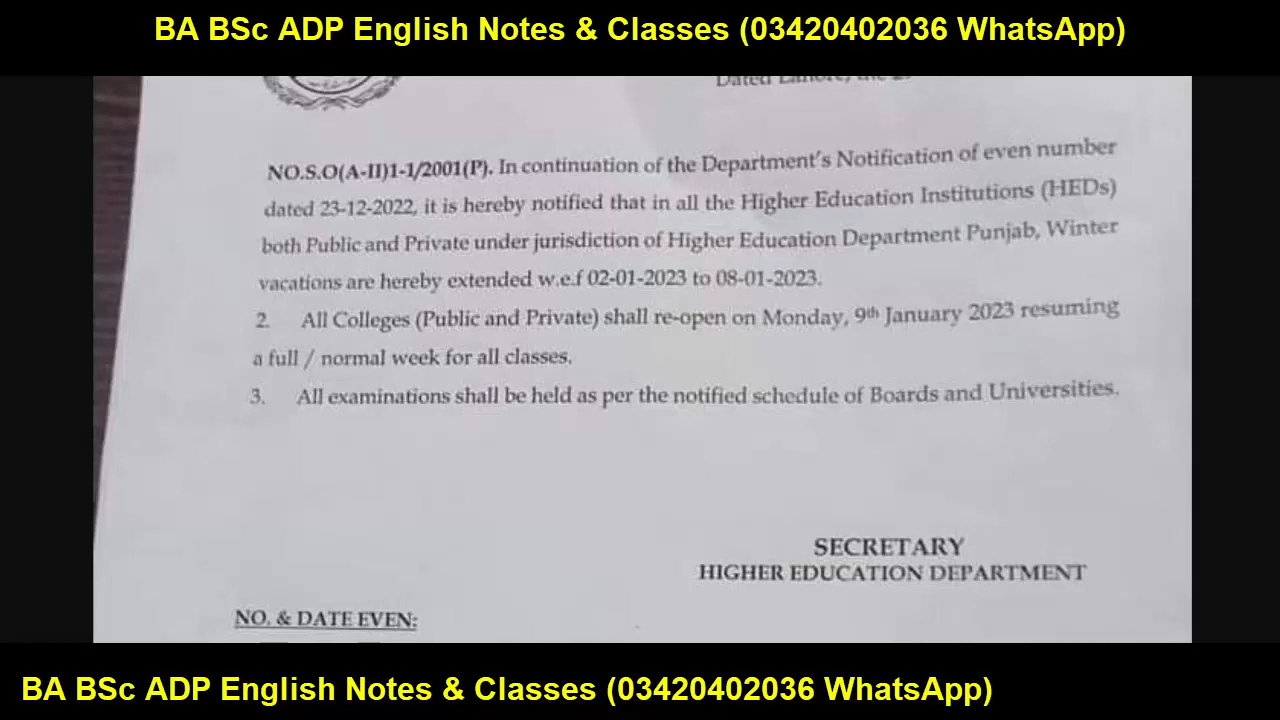 BA BSc ADP English Notes & Classes (03420402036 WhatsApp)
Dated Lahore, the
NO.S.O(A-II)1-1/2001(P). In continuation of the Department's Notification of even number
dated 23-12-2022, it is hereby notified that in all the Higher Education Institutions (HEDs)
both Public and Private under jurisdiction of Higher Education Department Punjab, Winter
vacations are hereby extended w.e.f 02-01-2023 to 08-01-2023.
2. All Colleges (Public and Private) shall re-open on Monday, 9th January 2023 resuming
a full / normal week for all classes.
3. All examinations shall be held as per the notified schedule of Boards and Universities.
SECRETARY
HIGHER EDUCATION DEPARTMENT
NO. & DATE EVEN:
BA BSc ADP English Notes & Classes (03420402036 WhatsApp)